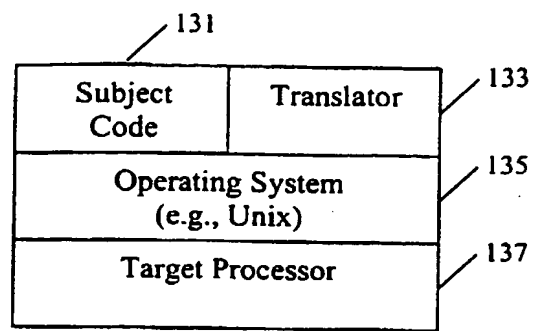 131
Subject
Code
Translator
133
Operating System
(e.g., Unix)
135
Target Processor
137